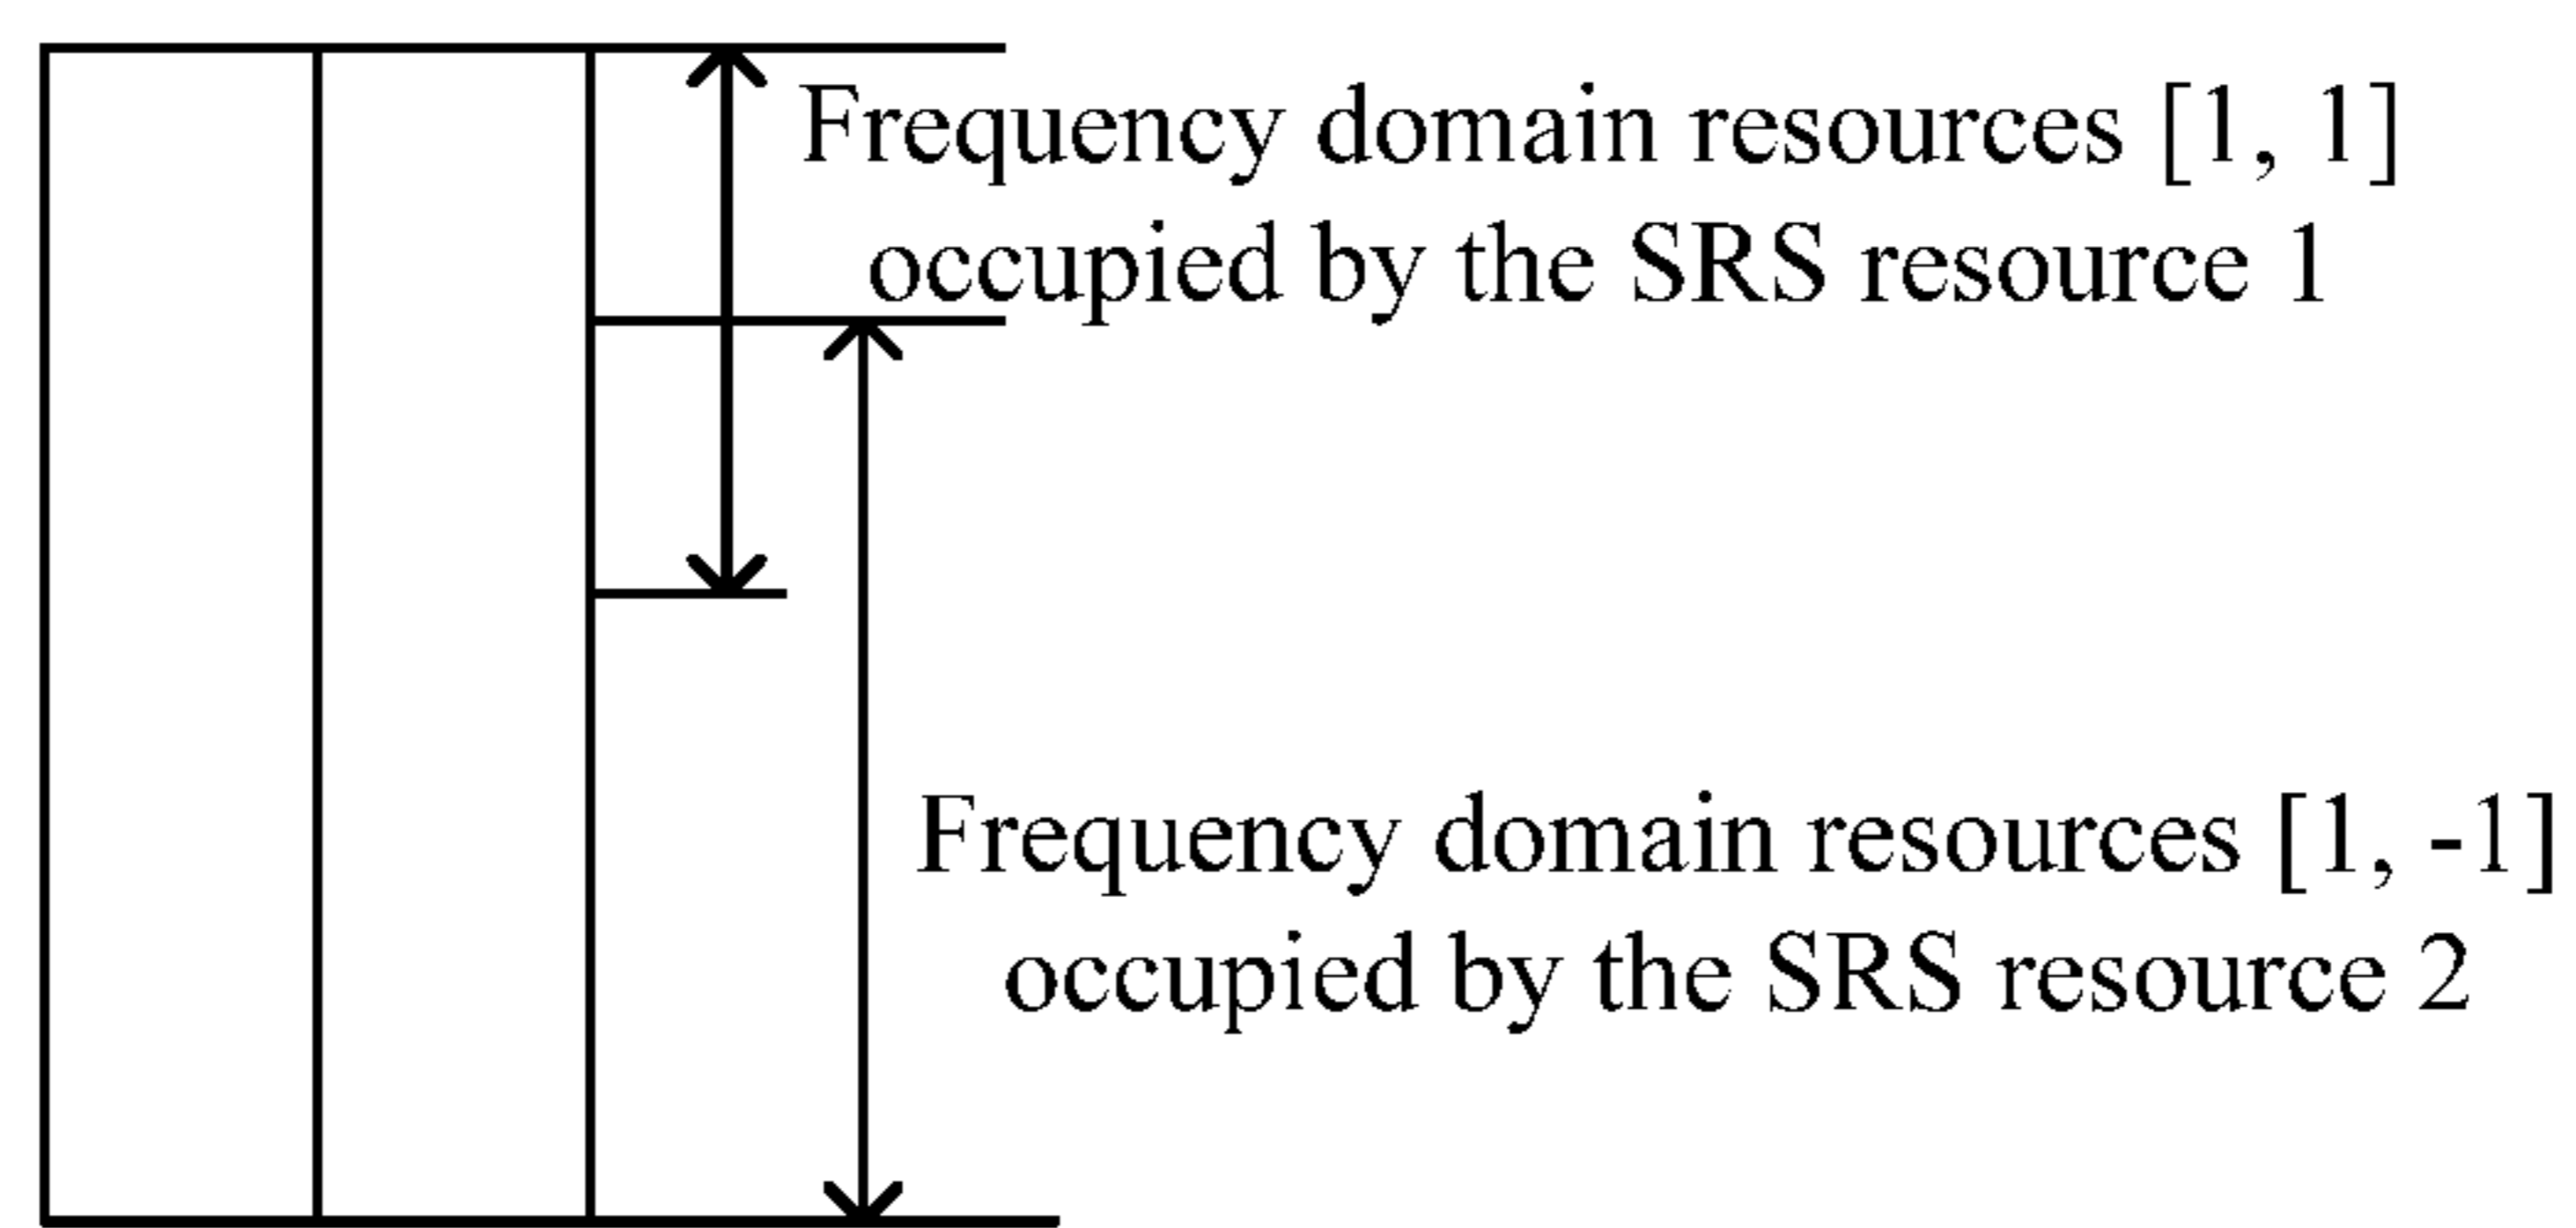 Frequency domain resources [1, 1]
occupied by the SRS resource 1
Frequency domain resources [1, -1]
occupied by the SRS resource 2